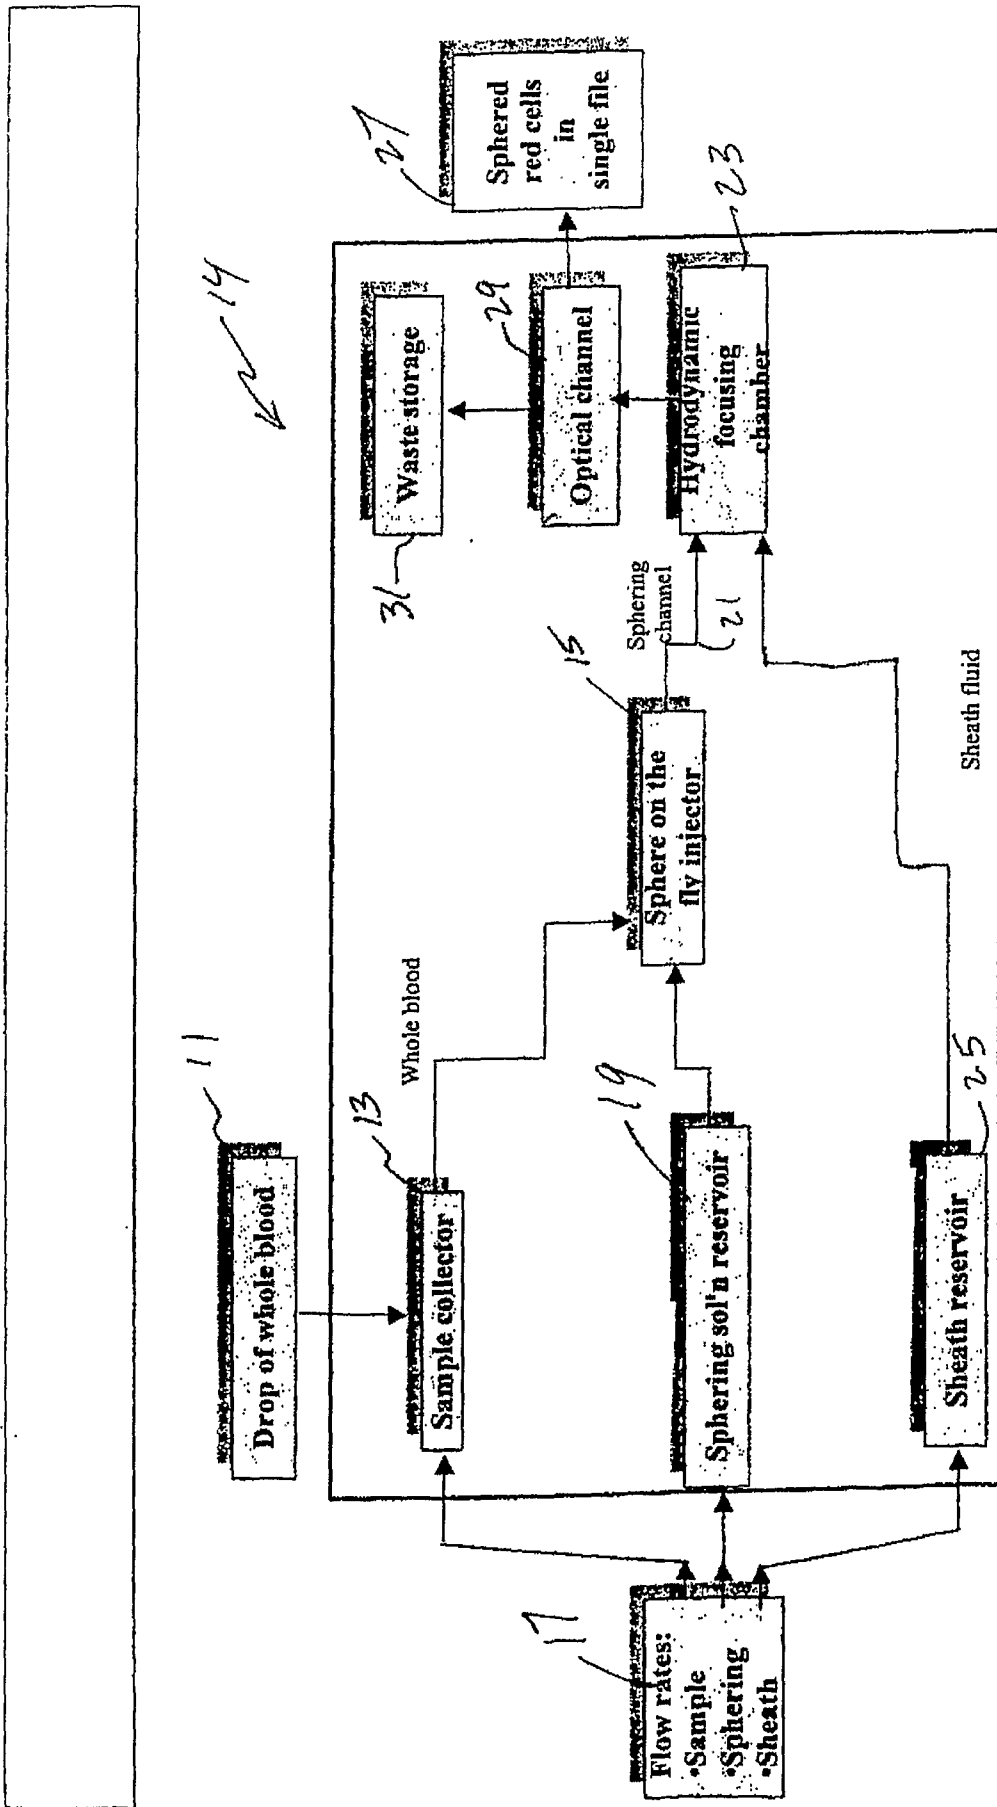 14
11
Drop of whole blood
13
Sample collector
Whole blood
17
Flow rates:
•Sample
•Sphering
•Sheath
19
Sphering sol'n reservoir
Sheath reservoir
25
Sheath fluid
15
Sphere on the
fly injector
Sphering
channel
21
31
Waste storage
29
Optical channel
Hydrodynamic
focusing
chamber
23
27
Sphered
red cells
in
single file